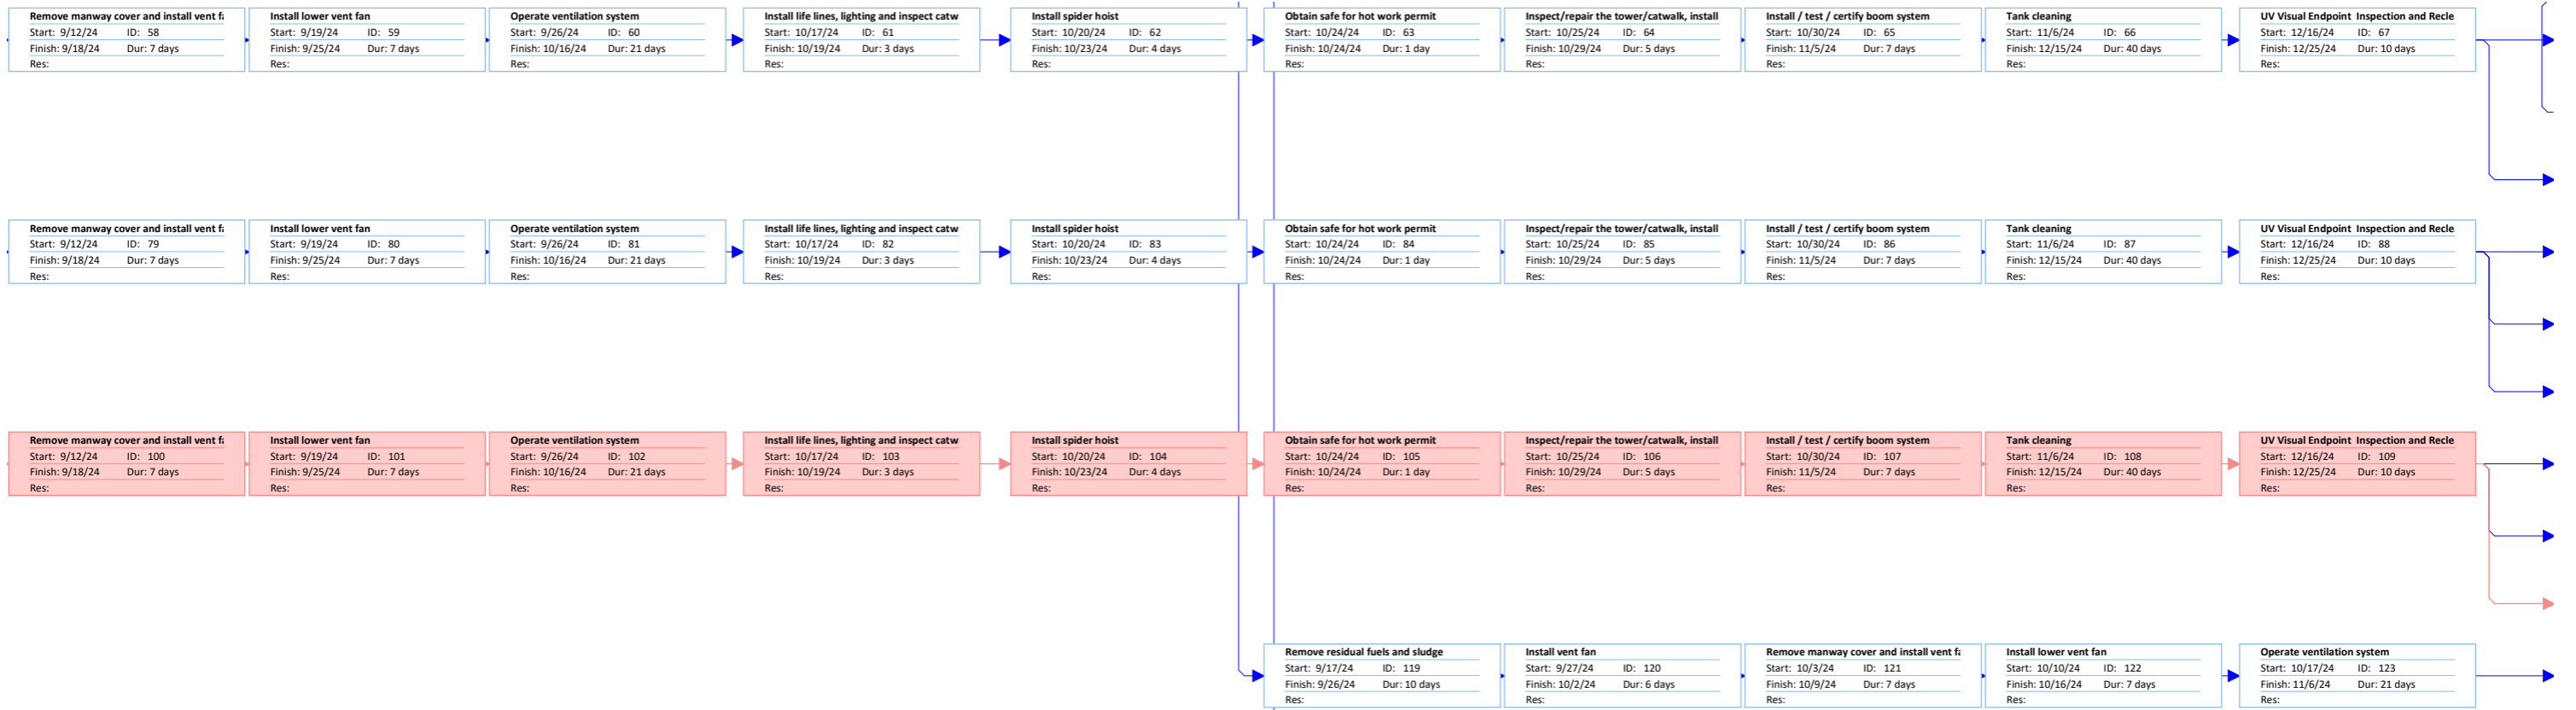 Remove manway cover and install vent fa
Start: 9/12/24 ID: 58
Finish: 9/18/24 Dur: 7 days
Res:
Install lower vent fan
Start: 9/19/24 ID: 59
Finish: 9/25/24 Dur: 7 days
Res:
Operate ventilation system
Start: 9/26/24 ID: 60
Finish: 10/16/24 Dur: 21 days
Res:
Install life lines, lighting and inspect catw
Start: 10/17/24 ID: 61
Finish: 10/19/24 Dur: 3 days
Res:
Install spider hoist
Start: 10/20/24 ID: 62
Finish: 10/23/24 Dur: 4 days
Res:
Obtain safe for hot work permit
Start: 10/24/24 ID: 63
Finish: 10/24/24 Dur: 1 day
Res:
Inspect/repair the tower/catwalk, install
Start: 10/25/24 ID: 64
Finish: 10/29/24 Dur: 5 days
Res:
Install / test / certify boom system
Start: 10/30/24 ID: 65
Finish: 11/5/24 Dur: 7 days
Res:
Tank cleaning
Start: 11/6/24 ID: 66
Finish: 12/15/24 Dur: 40 days
Res:
UV Visual Endpoint Inspection and Recle
Start: 12/16/24 ID: 67
Finish: 12/25/24 Dur: 10 days
Res:
Remove manway cover and install vent fa
Start: 9/12/24 ID: 79
Finish: 9/18/24 Dur: 7 days
Res:
Install lower vent fan
Start: 9/19/24 ID: 80
Finish: 9/25/24 Dur: 7 days
Res:
Operate ventilation system
Start: 9/26/24 ID: 81
Finish: 10/16/24 Dur: 21 days
Res:
Install life lines, lighting and inspect catw
Start: 10/17/24 ID: 82
Finish: 10/19/24 Dur: 3 days
Res:
Install spider hoist
Start: 10/20/24 ID: 83
Finish: 10/23/24 Dur: 4 days
Res:
Obtain safe for hot work permit
Start: 10/24/24 ID: 84
Finish: 10/24/24 Dur: 1 day
Res:
Inspect/repair the tower/catwalk, install
Start: 10/25/24 ID: 85
Finish: 10/29/24 Dur: 5 days
Res:
Install / test / certify boom system
Start: 10/30/24 ID: 86
Finish: 11/5/24 Dur: 7 days
Res:
Tank cleaning
Start: 11/6/24 ID: 87
Finish: 12/15/24 Dur: 40 days
Res:
UV Visual Endpoint Inspection and Recle
Start: 12/16/24 ID: 88
Finish: 12/25/24 Dur: 10 days
Res:
Remove manway cover and install vent fa
Start: 9/12/24 ID: 100
Finish: 9/18/24 Dur: 7 days
Res:
Install lower vent fan
Start: 9/19/24 ID: 101
Finish: 9/25/24 Dur: 7 days
Res:
Operate ventilation system
Start: 9/26/24 ID: 102
Finish: 10/16/24 Dur: 21 days
Res:
Install life lines, lighting and inspect catw
Start: 10/17/24 ID: 103
Finish: 10/19/24 Dur: 3 days
Res:
Install spider hoist
Start: 10/20/24 ID: 104
Finish: 10/23/24 Dur: 4 days
Res:
Obtain safe for hot work permit
Start: 10/24/24 ID: 105
Finish: 10/24/24 Dur: 1 day
Res:
Inspect/repair the tower/catwalk, install
Start: 10/25/24 ID: 106
Finish: 10/29/24 Dur: 5 days
Res:
Install / test / certify boom system
Start: 10/30/24 ID: 107
Finish: 11/5/24 Dur: 7 days
Res:
Tank cleaning
Start: 11/6/24 ID: 108
Finish: 12/15/24 Dur: 40 days
Res:
UV Visual Endpoint Inspection and Recle
Start: 12/16/24 ID: 109
Finish: 12/25/24 Dur: 10 days
Res:
Remove residual fuels and sludge
Start: 9/17/24 ID: 119
Finish: 9/26/24 Dur: 10 days
Res:
Install vent fan
Start: 9/27/24 ID: 120
Finish: 10/2/24 Dur: 6 days
Res:
Remove manway cover and install vent fa
Start: 10/3/24 ID: 121
Finish: 10/9/24 Dur: 7 days
Res:
Install lower vent fan
Start: 10/10/24 ID: 122
Finish: 10/16/24 Dur: 7 days
Res:
Operate ventilation system
Start: 10/17/24 ID: 123
Finish: 11/6/24 Dur: 21 days
Res: